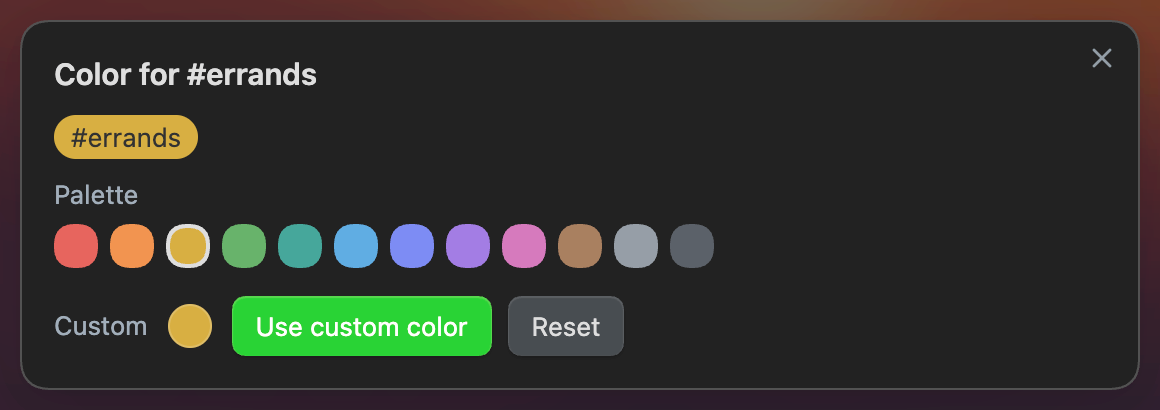 Color for #errands
#errands
Palette
Custom
Use custom color
Reset